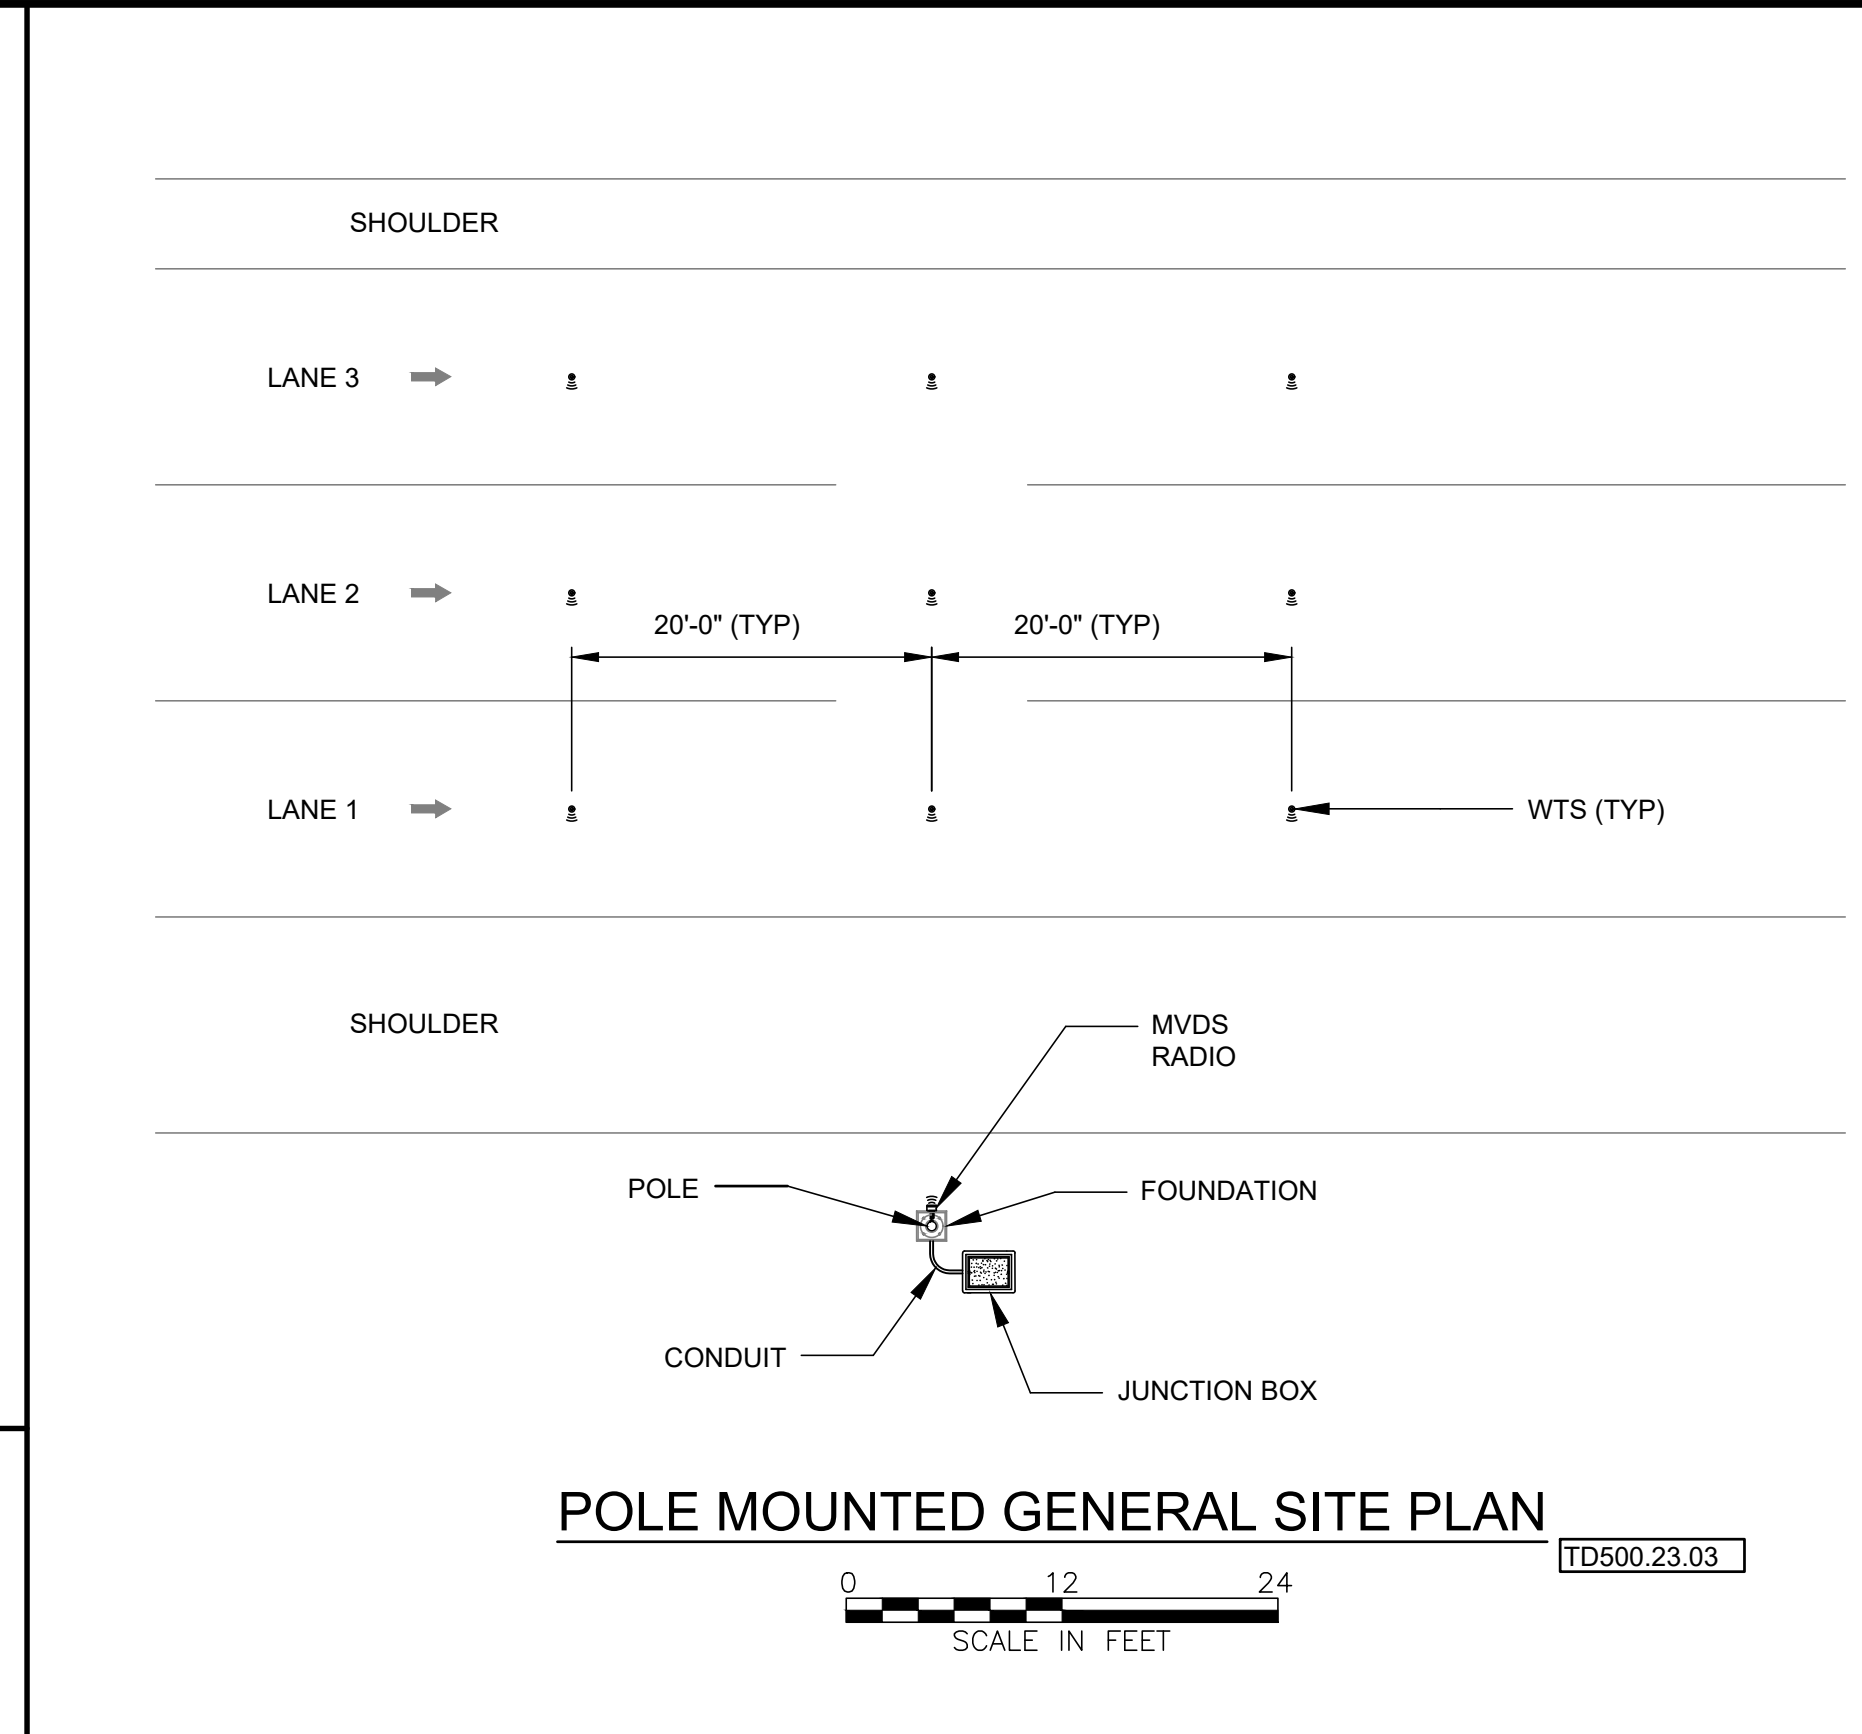 SHOULDER
LANE 3
LANE 2
20'-0" (TYP)
20'-0" (TYP)
LANE 1
WTS (TYP)
SHOULDER
MVDS
RADIO
POLE
FOUNDATION
CONDUIT
JUNCTION BOX
POLE MOUNTED GENERAL SITE PLAN
TD500.23.03
0 12 24
SCALE IN FEET